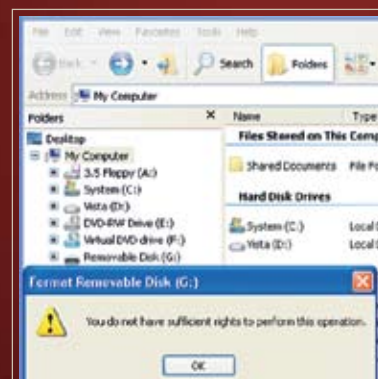 File Edit View Favorites Tools Help
Back Search Folders
Address My Computer
Folders × Name Type
Desktop Files Stored on This Comp
My Computer
3.5 Floppy (A:) Shared Documents File Fo
System (C:)
Vista (D:) Hard Disk Drives
DVD-RW Drive (E:) System (C:) Local
Virtual DVD drive (F:) Vista (D:) Local
Removable Disk (G:)
Format Removable Disk (G:)
You do not have sufficient rights to perform this operation.
OK